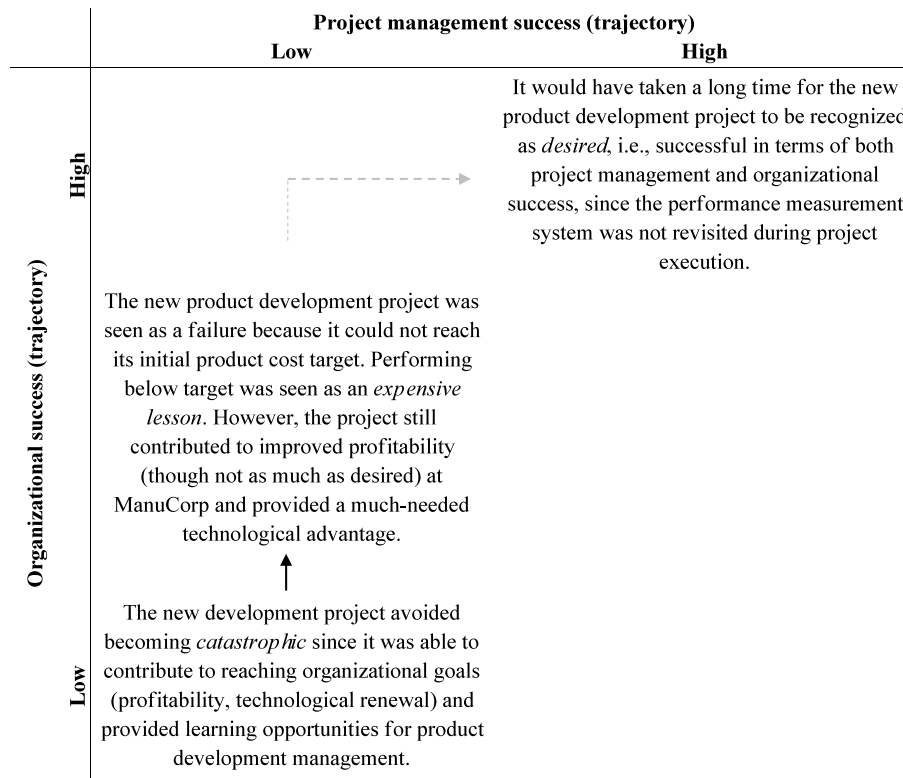 Project management success (trajectory)
Low
High
Organizational success (trajectory)
High
It would have taken a long time for the new
product development project to be recognized
as desired, i.e., successful in terms of both
project management and organizational
success, since the performance measurement
system was not revisited during project
execution.
The new product development project was
seen as a failure because it could not reach
its initial product cost target. Performing
below target was seen as an expensive
lesson. However, the project still
contributed to improved profitability
(though not as much as desired) at
ManuCorp and provided a much-needed
technological advantage.
Low
The new development project avoided
becoming catastrophic since it was able to
contribute to reaching organizational goals
(profitability, technological renewal) and
provided learning opportunities for product
development management.